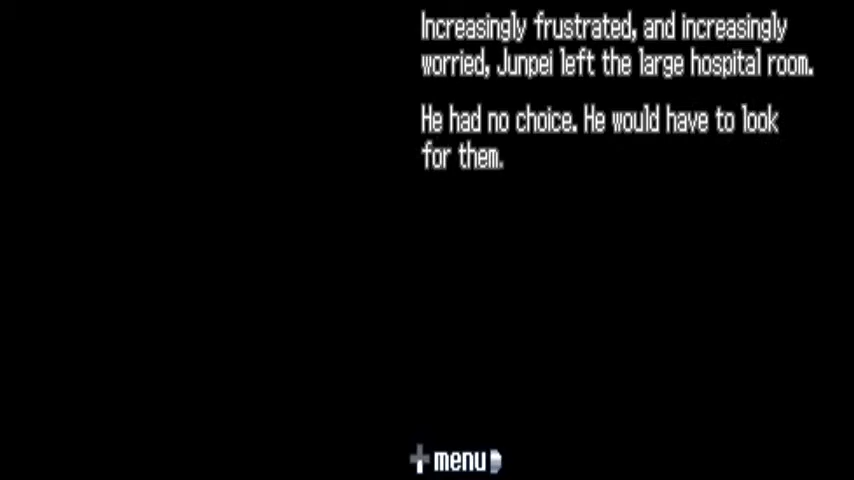 Increasingly frustrated, and increasingly
worried, Junpei left the large hospital room.
He had no choice. He would have to look
for them.
menu